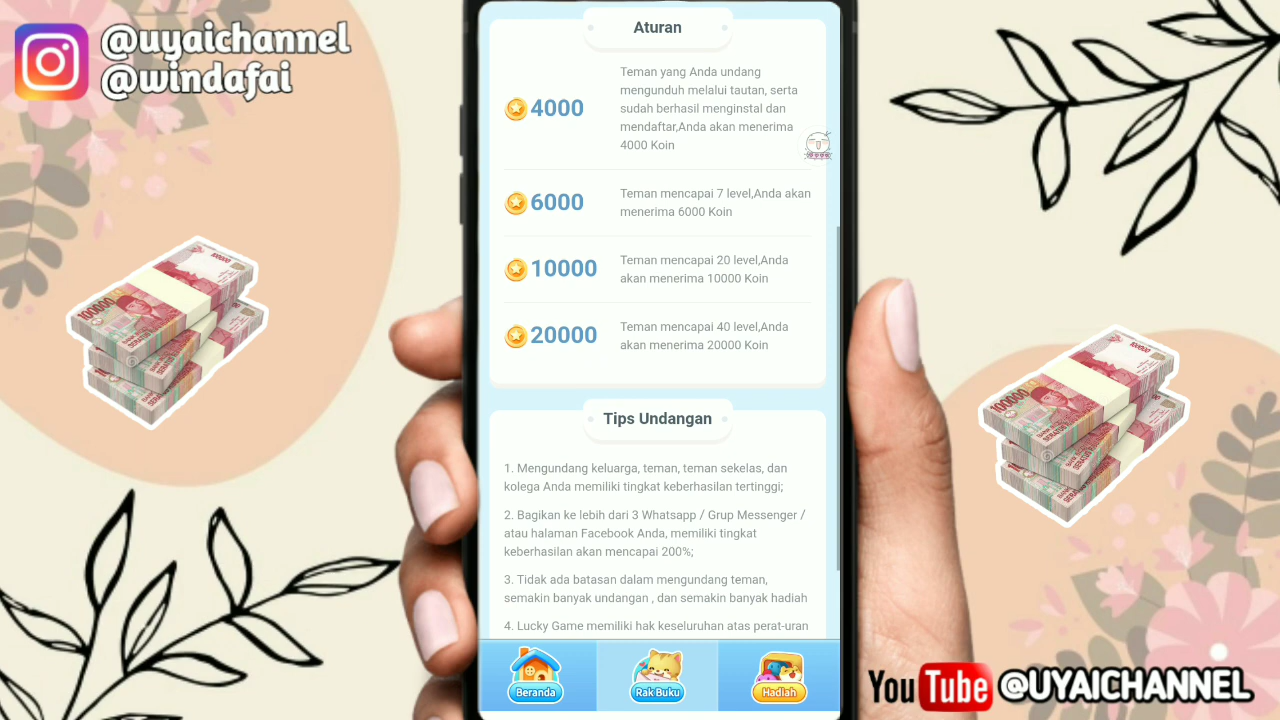 @uyaichannel
@windafai
Aturan
4000
Teman yang Anda undang
mengunduh melalui tautan, serta
sudah berhasil menginstal dan
mendaftar,Anda akan menerima
4000 Koin
6000
Teman mencapai 7 level,Anda akan
menerima 6000 Koin
10000
Teman mencapai 20 level,Anda
akan menerima 10000 Koin
20000
Teman mencapai 40 level,Anda
akan menerima 20000 Koin
Tips Undangan
1. Mengundang keluarga, teman, teman sekelas, dan
kolega Anda memiliki tingkat keberhasilan tertinggi;
2. Bagikan ke lebih dari 3 Whatsapp / Grup Messenger /
atau halaman Facebook Anda, memiliki tingkat
keberhasilan akan mencapai 200%;
3. Tidak ada batasan dalam mengundang teman,
semakin banyak undangan , dan semakin banyak hadiah
4. Lucky Game memiliki hak keseluruhan atas perat-uran
Beranda
Rak Buku
Hadiah
100000
100000
100000
100000
YouTube @UYAICHANNEL